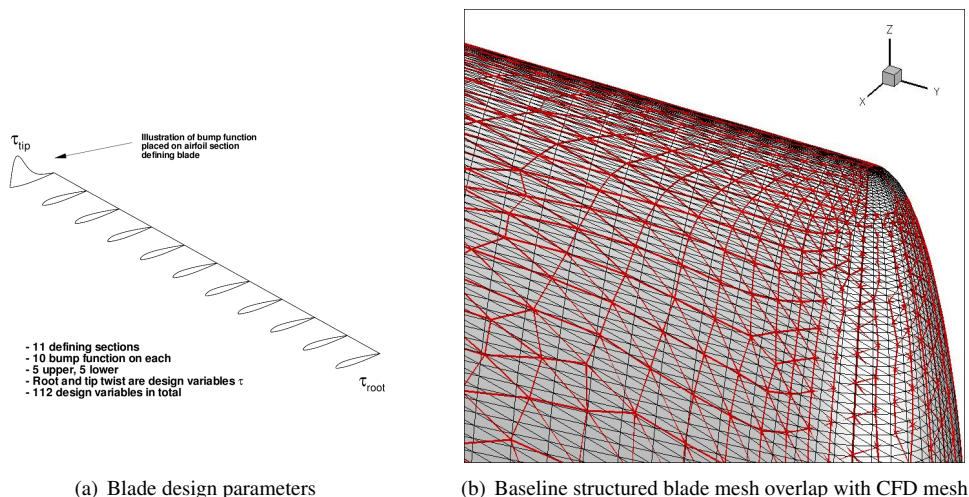 τtip
Illustration of bump function
placed on airfoil section
defining blade
- 11 defining sections
- 10 bump function on each
- 5 upper, 5 lower
- Root and tip twist are design variables τ
- 112 design variables in total
τroot
Z
X
Y
(a) Blade design parameters
(b) Baseline structured blade mesh overlap with CFD mesh